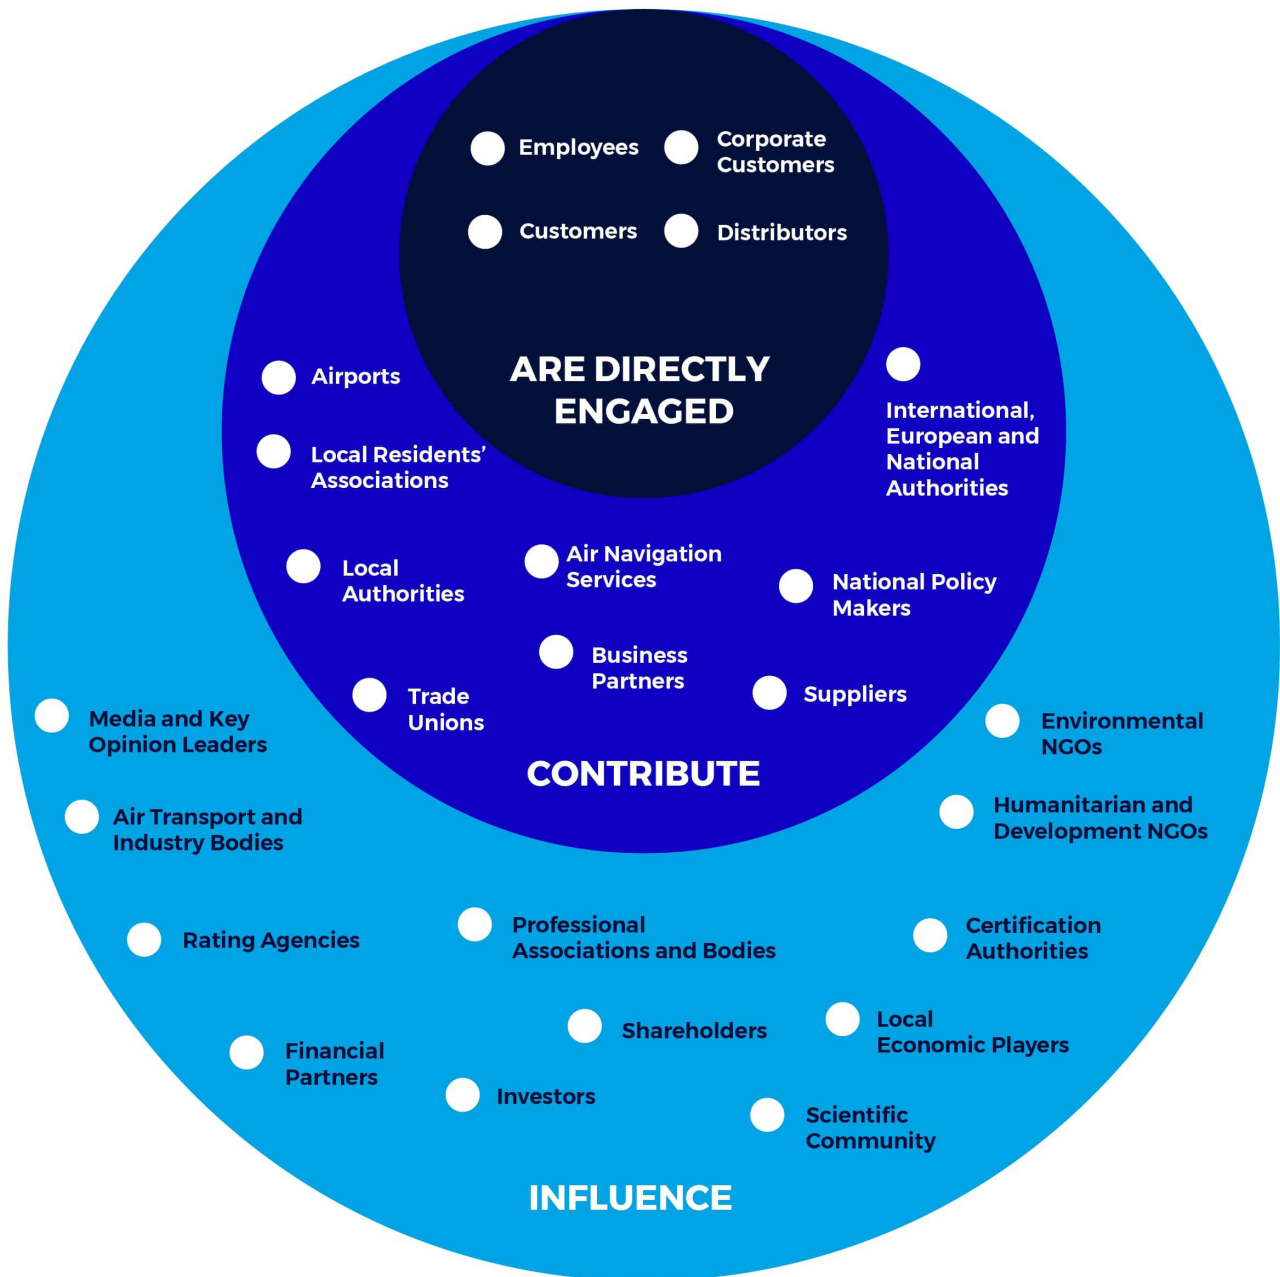 Employees
Corporate
Customers
Customers
Distributors
ARE DIRECTLY
ENGAGED
Airports
Local Residents’
Associations
International,
European and
National
Authorities
Local
Authorities
Air Navigation
Services
National Policy
Makers
Business
Partners
Trade
Unions
Suppliers
CONTRIBUTE
Media and Key
Opinion Leaders
Environmental
NGOs
Air Transport and
Industry Bodies
Humanitarian and
Development NGOs
Rating Agencies
Professional
Associations and Bodies
Certification
Authorities
Financial
Partners
Shareholders
Local
Economic Players
Investors
Scientific
Community
INFLUENCE